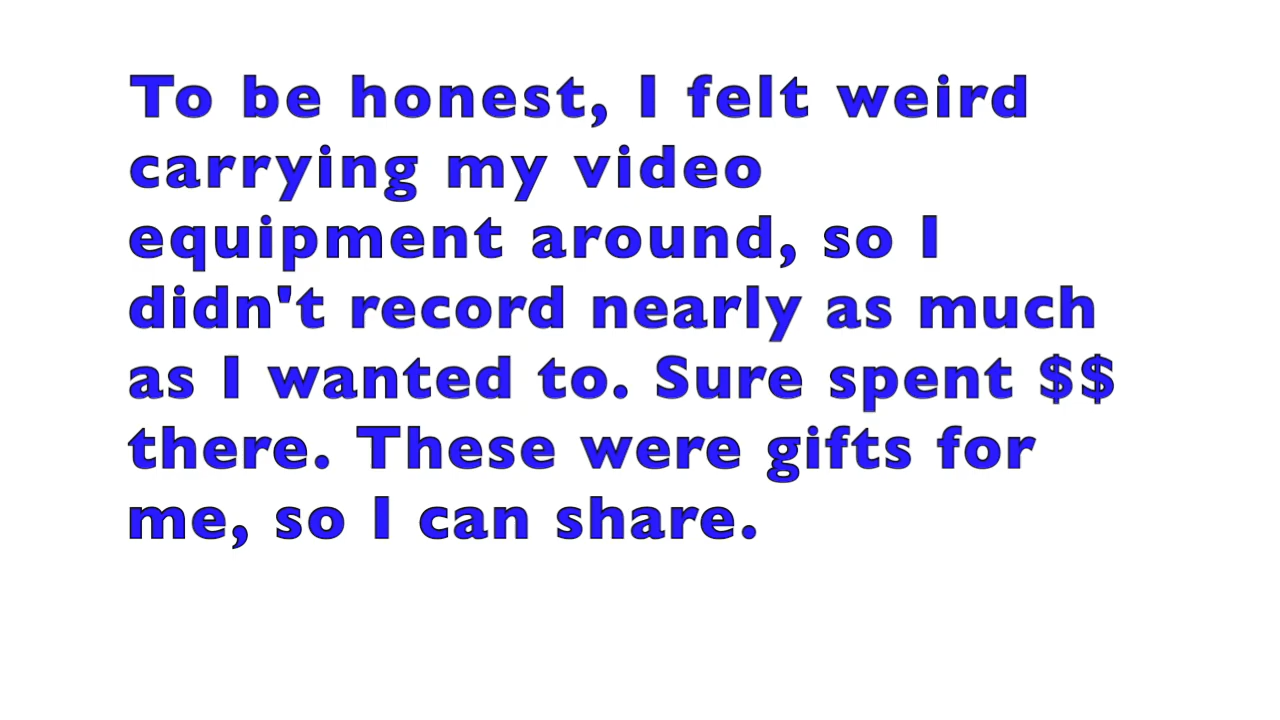 To be honest, I felt weird
carrying my video
equipment around, so I
didn't record nearly as much
as I wanted to. Sure spent $$
there. These were gifts for
me, so I can share.